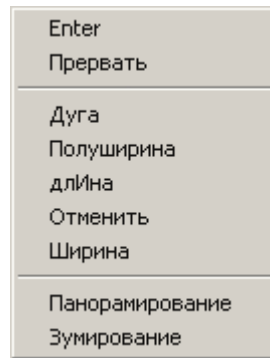 Enter
Прервать
Дуга
Полуширина
длИна
Отменить
Ширина
Панорамирование
Зумирование